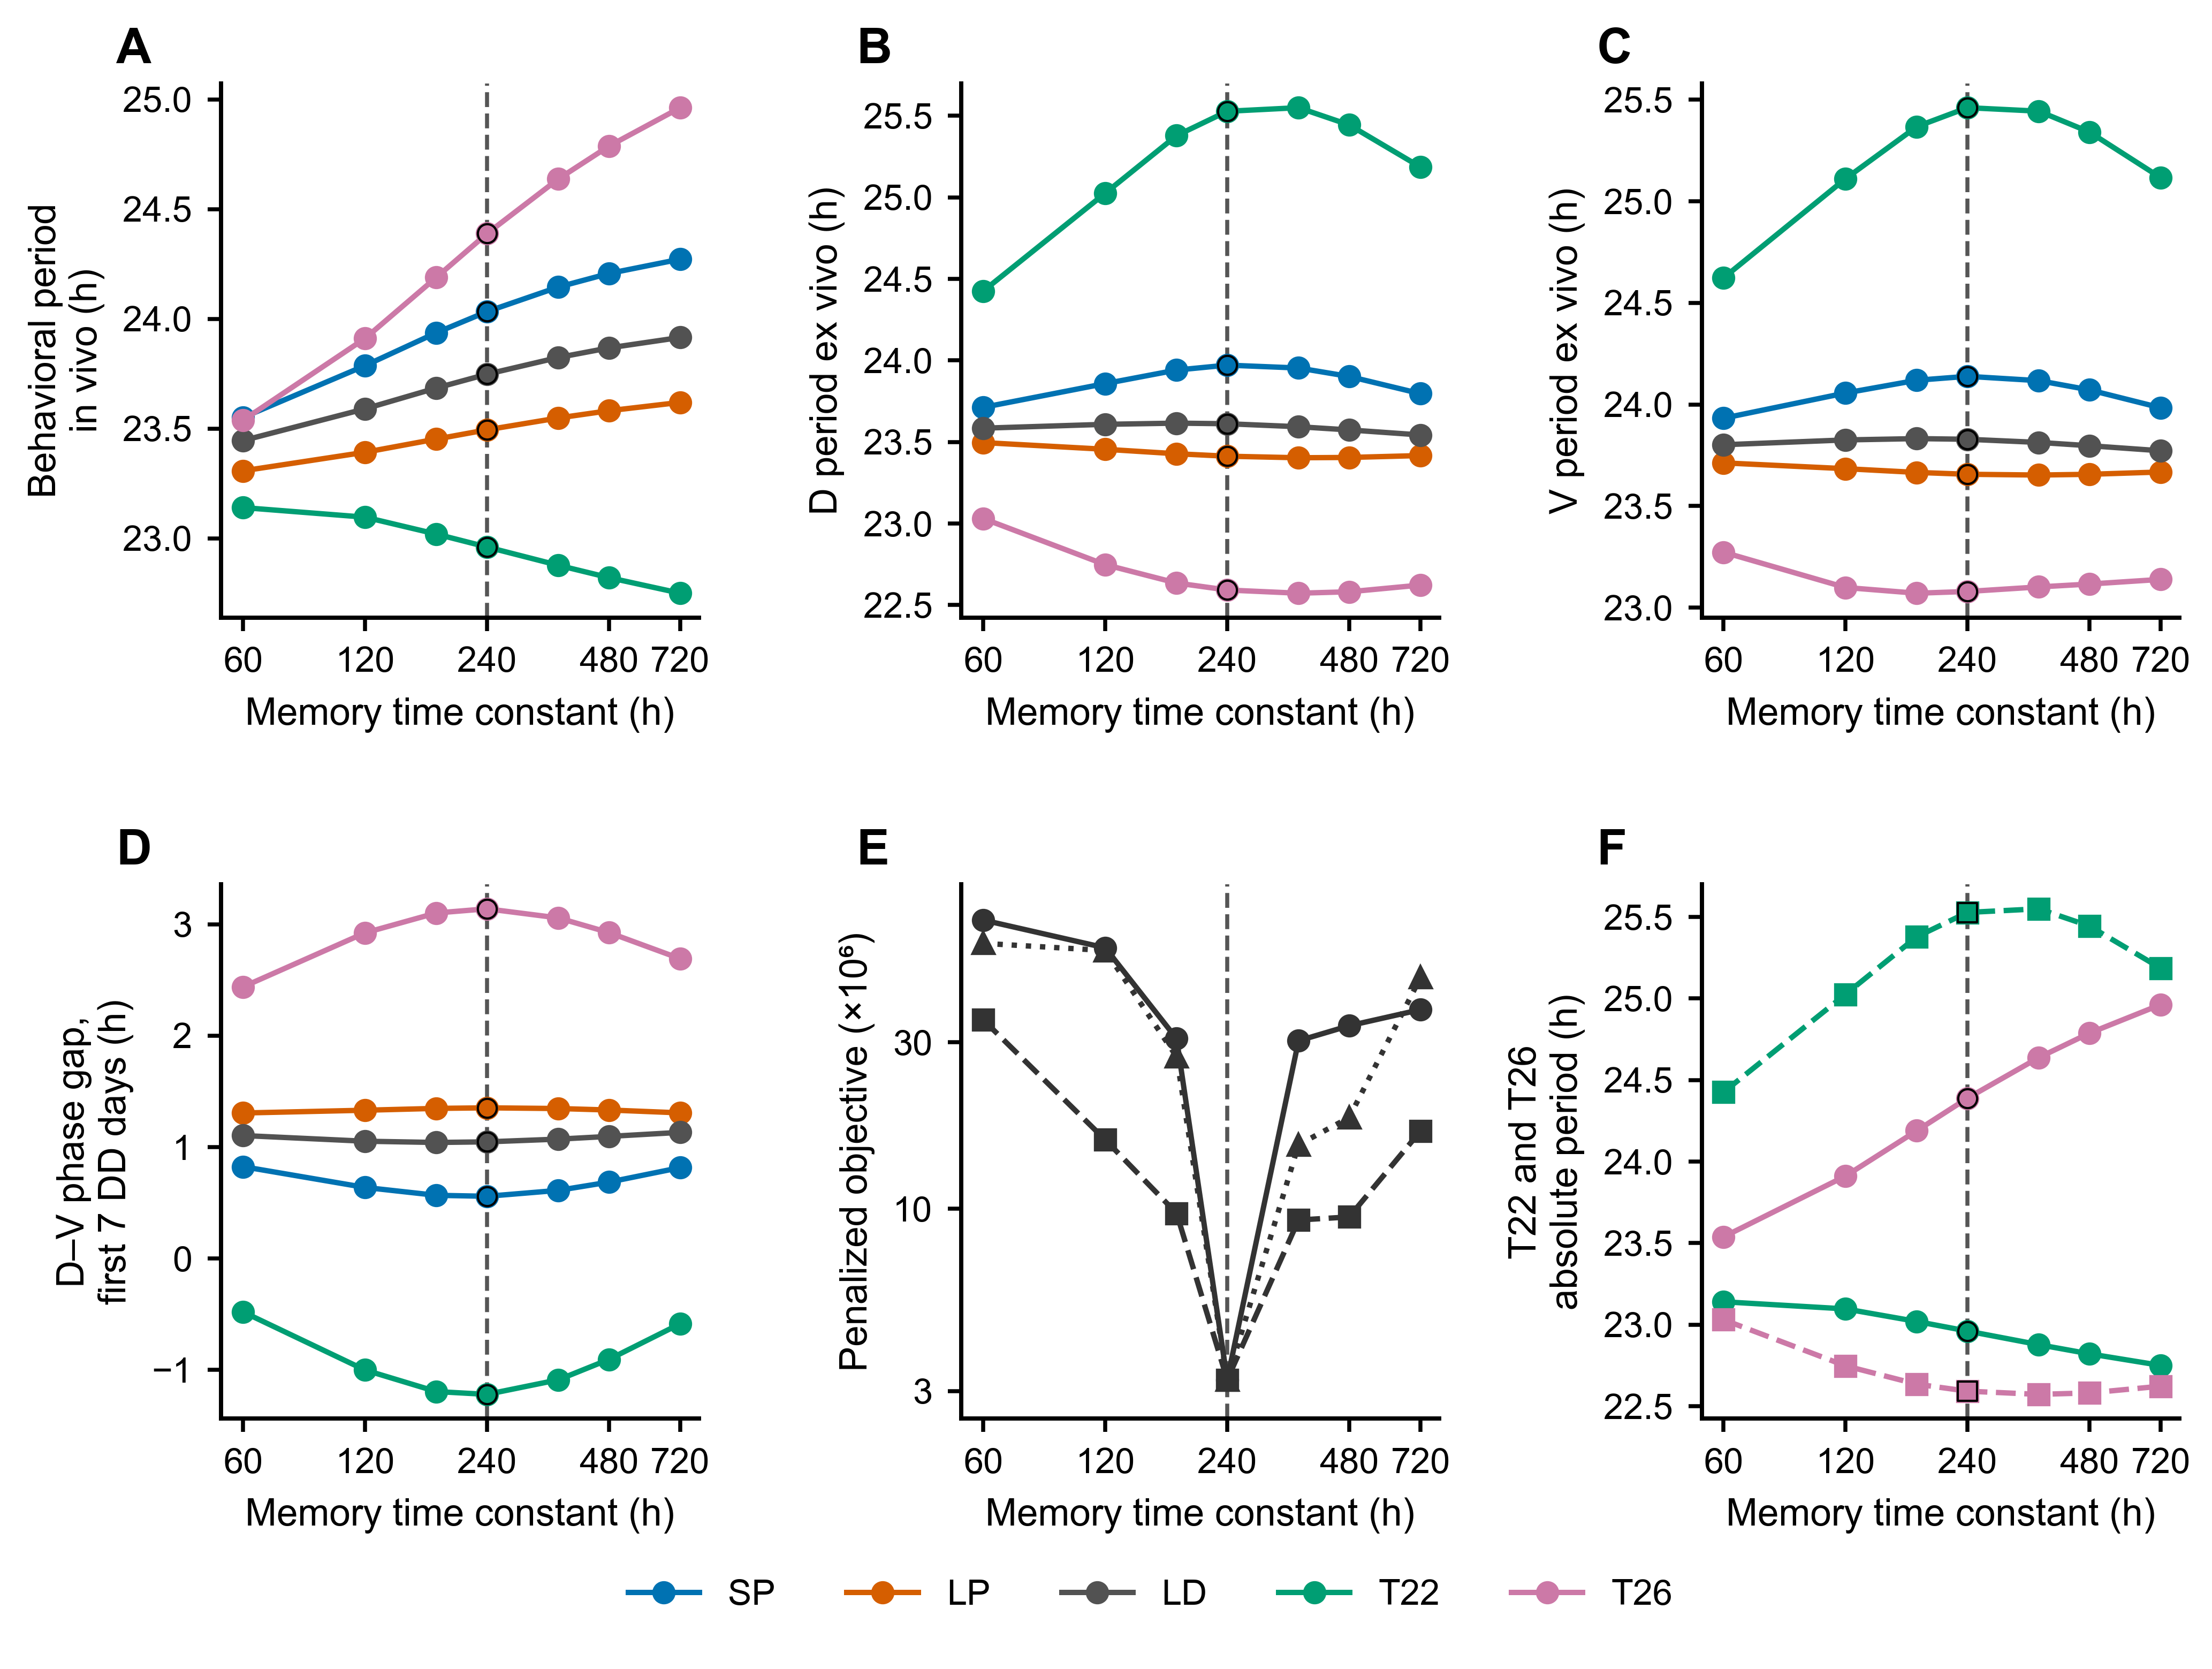 A
Behavioral period
in vivo (h)
25.0
24.5
24.0
23.5
23.0
60 120 240 480 720
Memory time constant (h)
B
D period ex vivo (h)
25.5
25.0
24.5
24.0
23.5
23.0
22.5
60 120 240 480 720
Memory time constant (h)
C
V period ex vivo (h)
25.5
25.0
24.5
24.0
23.5
23.0
60 120 240 480 720
Memory time constant (h)
D
D–V phase gap,
first 7 DD days (h)
3
2
1
0
−1
60 120 240 480 720
Memory time constant (h)
E
Penalized objective (×10⁶)
30
10
3
60 120 240 480 720
Memory time constant (h)
F
T22 and T26
absolute period (h)
25.5
25.0
24.5
24.0
23.5
23.0
22.5
60 120 240 480 720
Memory time constant (h)
SP LP LD T22 T26